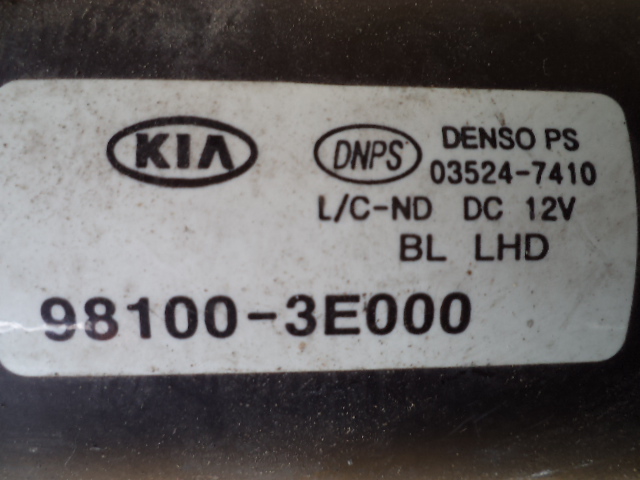 KIA
DNPS
DENSO PS
03524-7410
L/C-ND DC 12V
BL LHD
98100-3E000